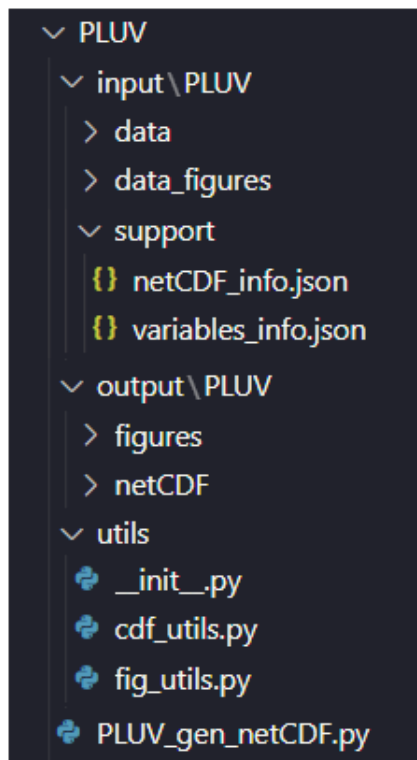 PLUV
input\PLUV
data
data_figures
support
{} netCDF_info.json
{} variables_info.json
output\PLUV
figures
netCDF
utils
__init__.py
cdf_utils.py
fig_utils.py
PLUV_gen_netCDF.py